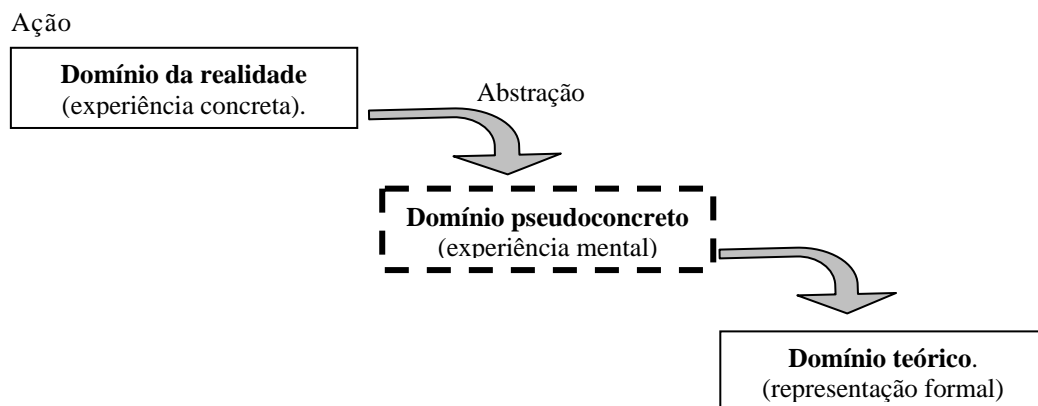 Ação
Domínio da realidade
(experiência concreta).
Abstração
Domínio pseudoconcreto
(experiência mental)
Domínio teórico.
(representação formal)